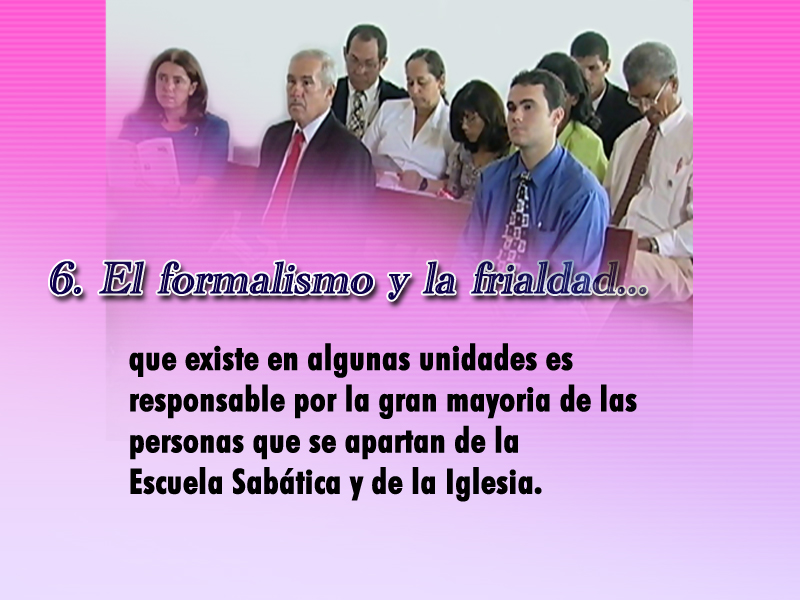 6. El formalismo y la frialdad...
que existe en algunas unidades es
responsable por la gran mayoria de las
personas que se apartan de la
Escuela Sabática y de la Iglesia.